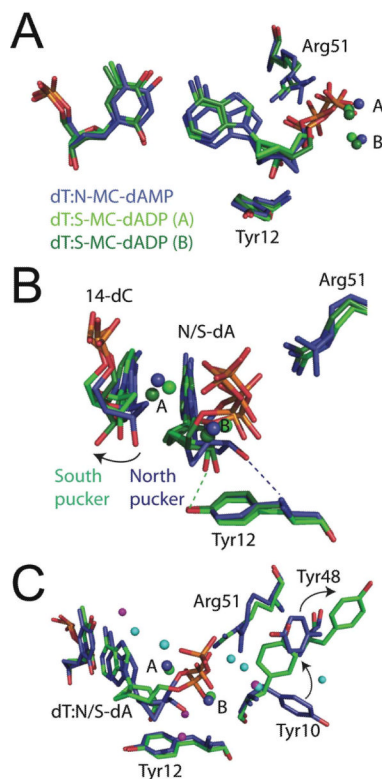 A
Arg51
A
B
dT:N-MC-dAMP
dT:S-MC-dADP (A)
dT:S-MC-dADP (B)
Tyr12
B
14-dC
N/S-dA
Arg51
A
B
South
pucker
North
pucker
Tyr12
C
Tyr48
Arg51
A
B
dT:N/S-dA
Tyr10
Tyr12